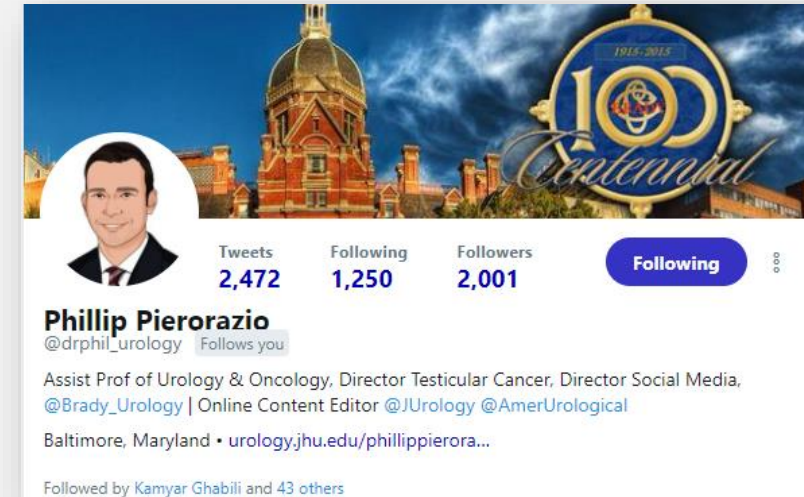 1915-2015
100
Centennial
Tweets Following Followers
2,472 1,250 2,001
Following
Phillip Pierorazio
@drphil_urology Follows you
Assist Prof of Urology & Oncology, Director Testicular Cancer, Director Social Media,
@Brady_Urology | Online Content Editor @JUrology @AmerUrological
Baltimore, Maryland • urology.jhu.edu/phillippierora...
Followed by Kamyar Ghabili and 43 others